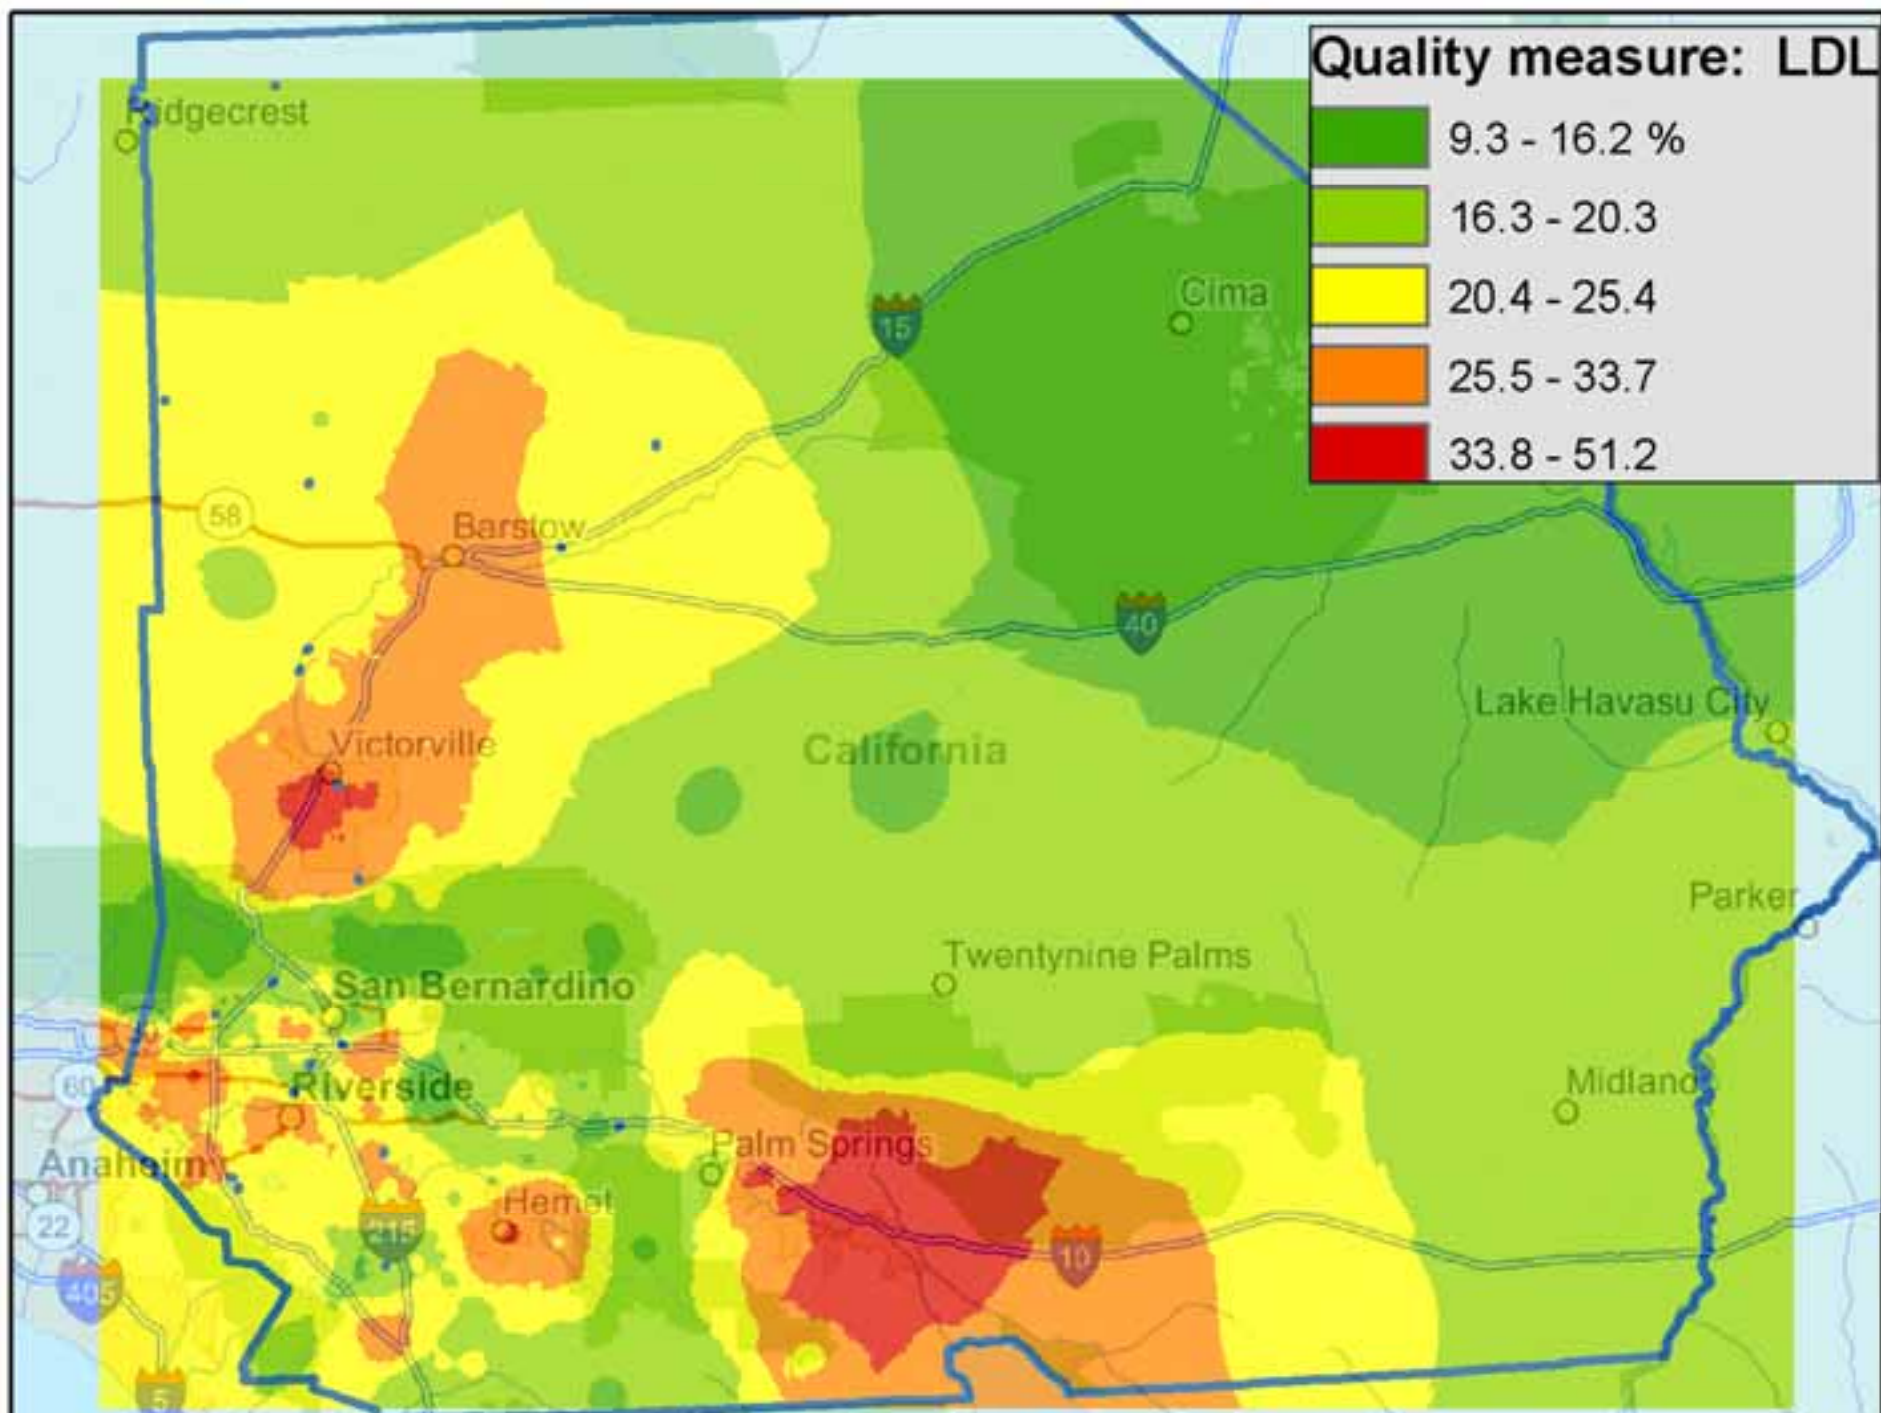 Quality measure: LDL
9.3 - 16.2 %
16.3 - 20.3
20.4 - 25.4
25.5 - 33.7
33.8 - 51.2
Ridgecrest
Cima
15
58
Barstow
40
Lake Havasu City
Victorville
California
Parker
Twentynine Palms
San Bernardino
60
Riverside
Midland
Palm Springs
Anaheim
Hemet
22
215
10
405
5